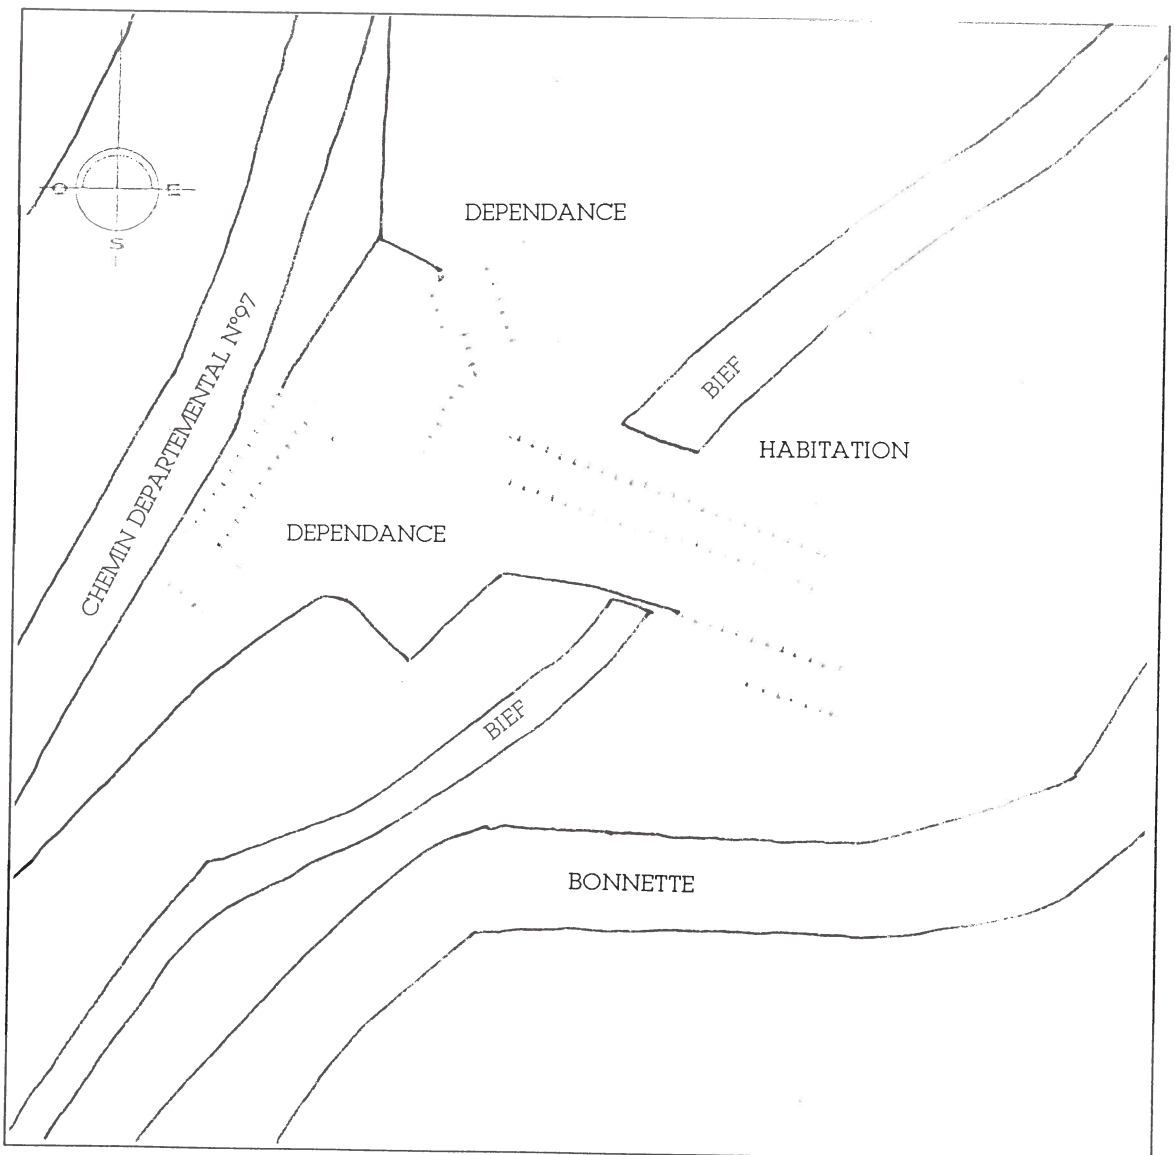 O E
S
DEPENDANCE
CHEMIN DEPARTEMENTAL N°97
BIEF
HABITATION
DEPENDANCE
BIEF
BONNETTE